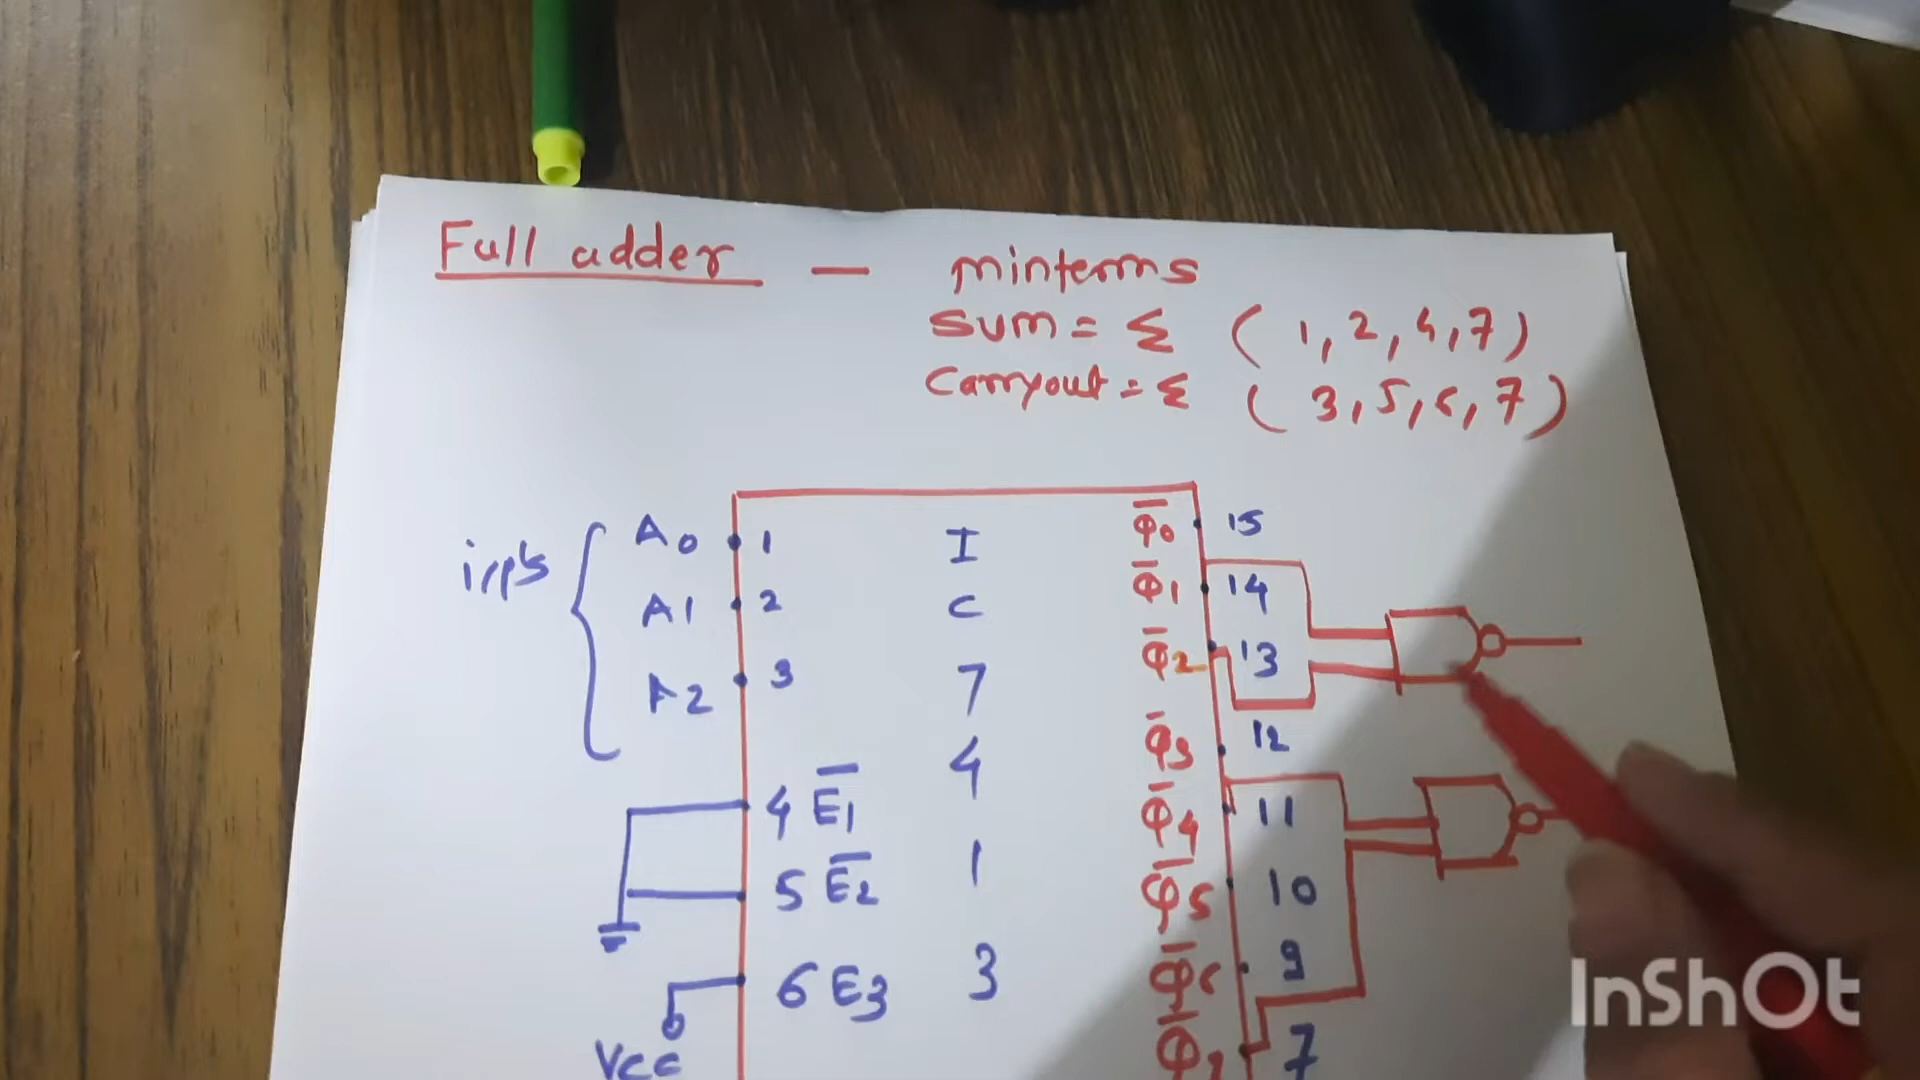 Full adder — minterms
Sum = Σ ( 1, 2, 4, 7 )
Carryout = Σ ( 3, 5, 6, 7 )
i/p's
A0 1 I Φ̅0 15
A1 2 C Φ̅1 14
A2 3 7 Φ̅2 13
4 Φ̅3 12
4 E̅1 Φ̅4 11
5 E̅2 1 Φ̅5 10
6 E3 3 Φ̅6 9
VCC Φ̅7 7
InShOt